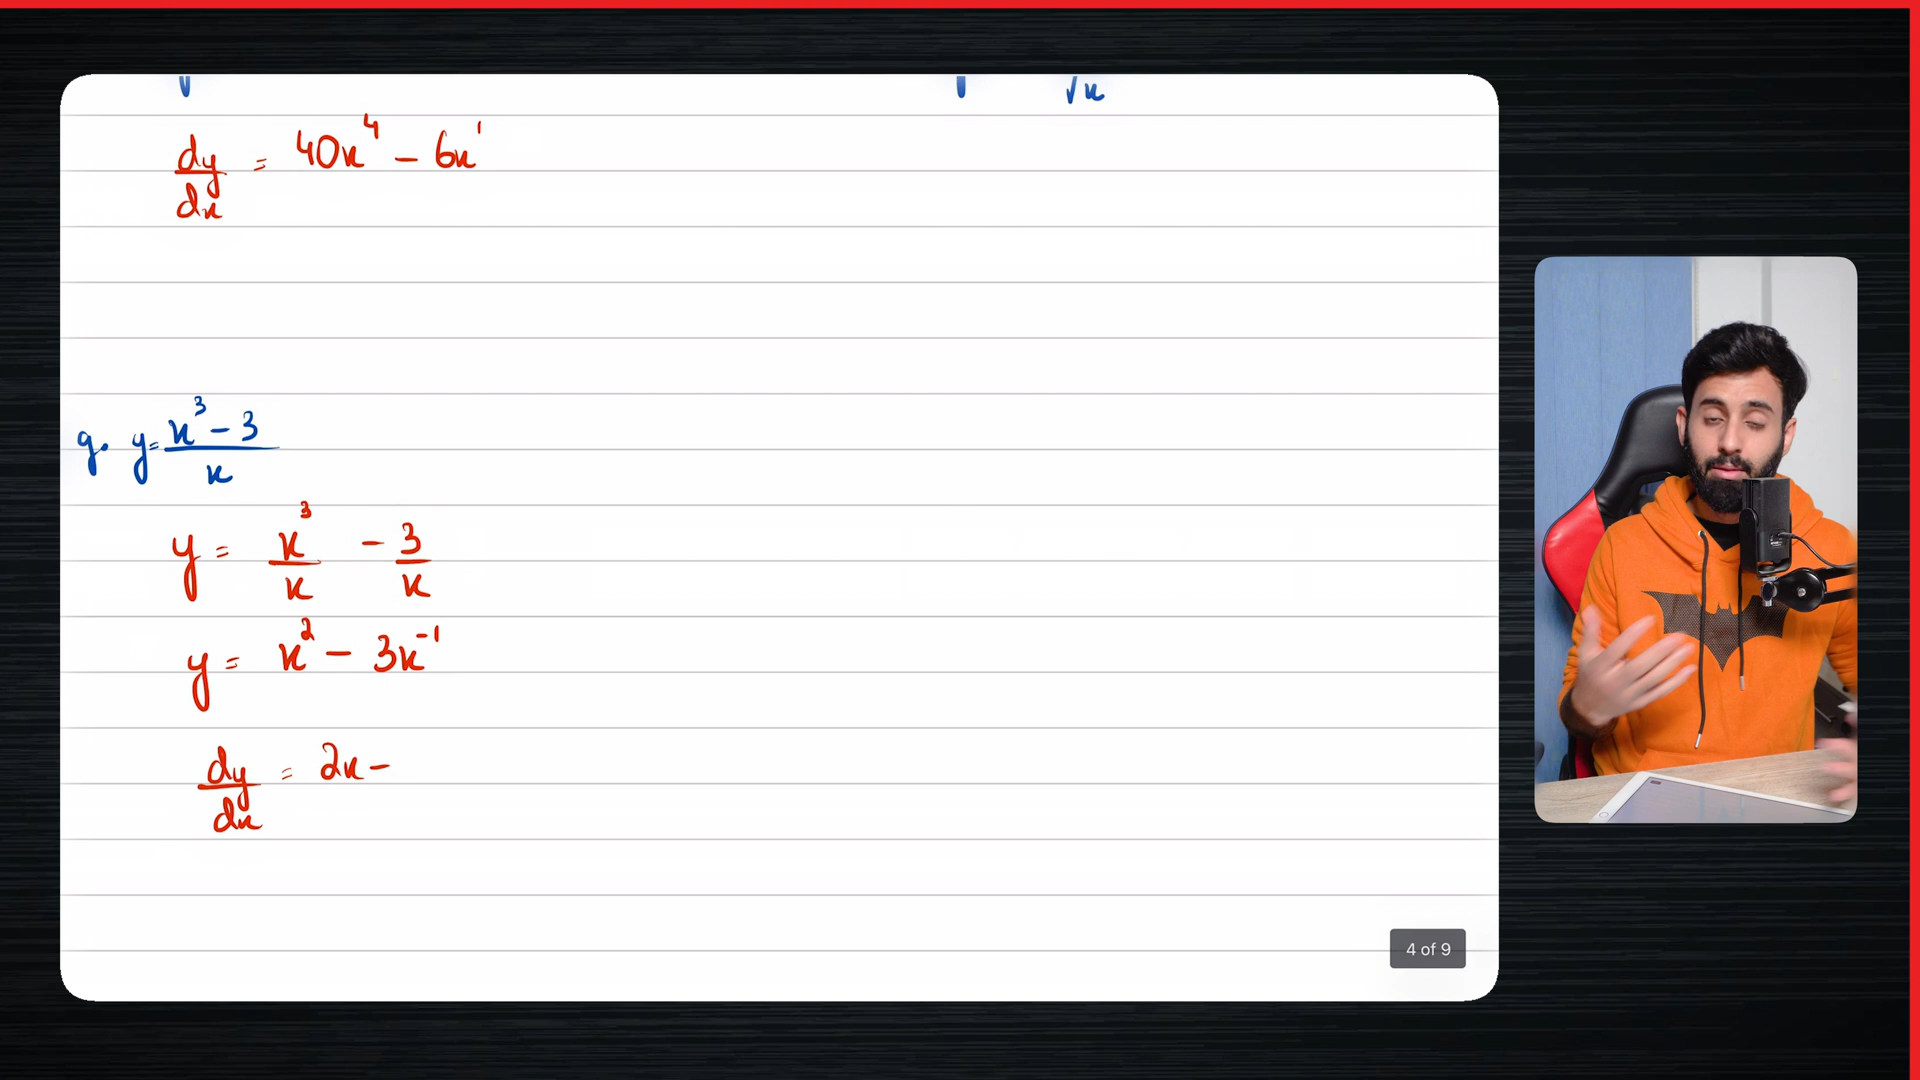 √x
dy/dx = 40x⁴ - 6x¹
g. y = (x³ - 3)/x
y = x³/x - 3/x
y = x² - 3x⁻¹
dy/dx = 2x -
4 of 9